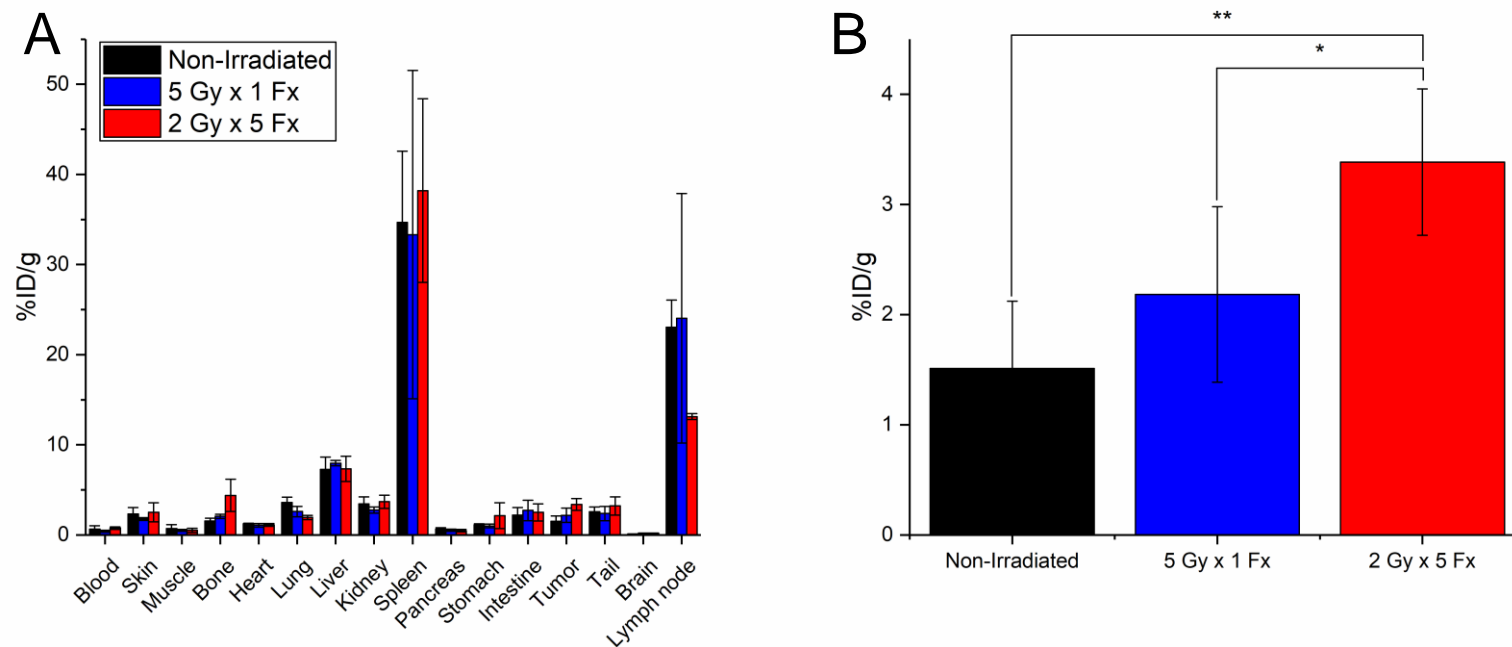 A
Non-Irradiated
5 Gy x 1 Fx
2 Gy x 5 Fx
%ID/g
50
40
30
20
10
0
Blood
Skin
Muscle
Bone
Heart
Lung
Liver
Kidney
Spleen
Pancreas
Stomach
Intestine
Tumor
Tail
Brain
Lymph node
B
**
*
%ID/g
4
3
2
1
0
Non-Irradiated
5 Gy x 1 Fx
2 Gy x 5 Fx